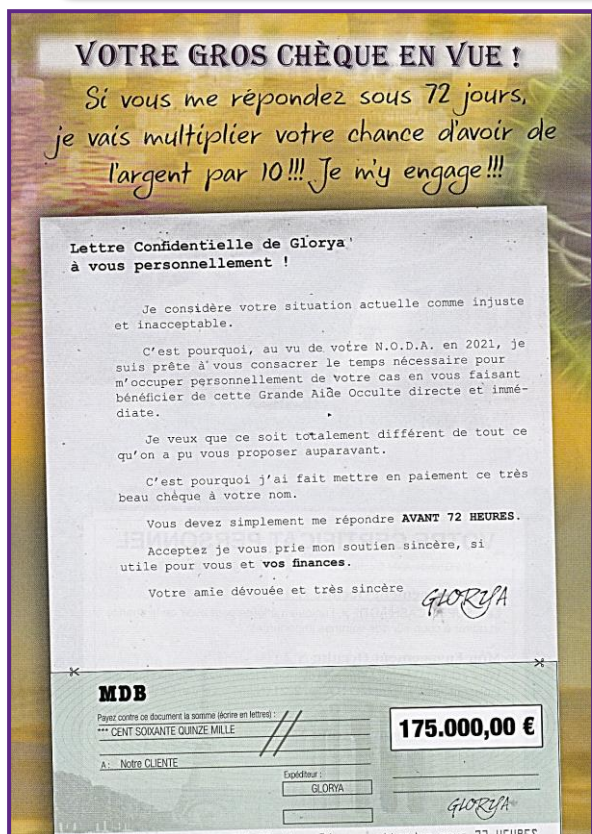 VOTRE GROS CHÈQUE EN VUE !
Si vous me répondez sous 72 jours,
je vais multiplier votre chance d'avoir de
l'argent par 10!!! Je m'y engage!!!
Lettre Confidentielle de Glorya
à vous personnellement !
Je considère votre situation actuelle comme injuste
et inacceptable.
C'est pourquoi, au vu de votre N.O.D.A. en 2021, je
suis prête à vous consacrer le temps nécessaire pour
m'occuper personnellement de votre cas en vous faisant
bénéficier de cette Grande Aide Occulte directe et immé-
diate.
Je veux que ce soit totalement différent de tout ce
qu'on a pu vous proposer auparavant.
C'est pourquoi j'ai fait mettre en paiement ce très
beau chèque à votre nom.
Vous devez simplement me répondre AVANT 72 HEURES.
Acceptez je vous prie mon soutien sincère, si
utile pour vous et vos finances.
Votre amie dévouée et très sincère
GLORYA
MDB
Payez contre ce document la somme (écrire en lettres) :
*** CENT SOIXANTE QUINZE MILLE
175.000,00 €
A : Notre CLIENTE
Expéditeur :
GLORYA
GLORYA
HEURES